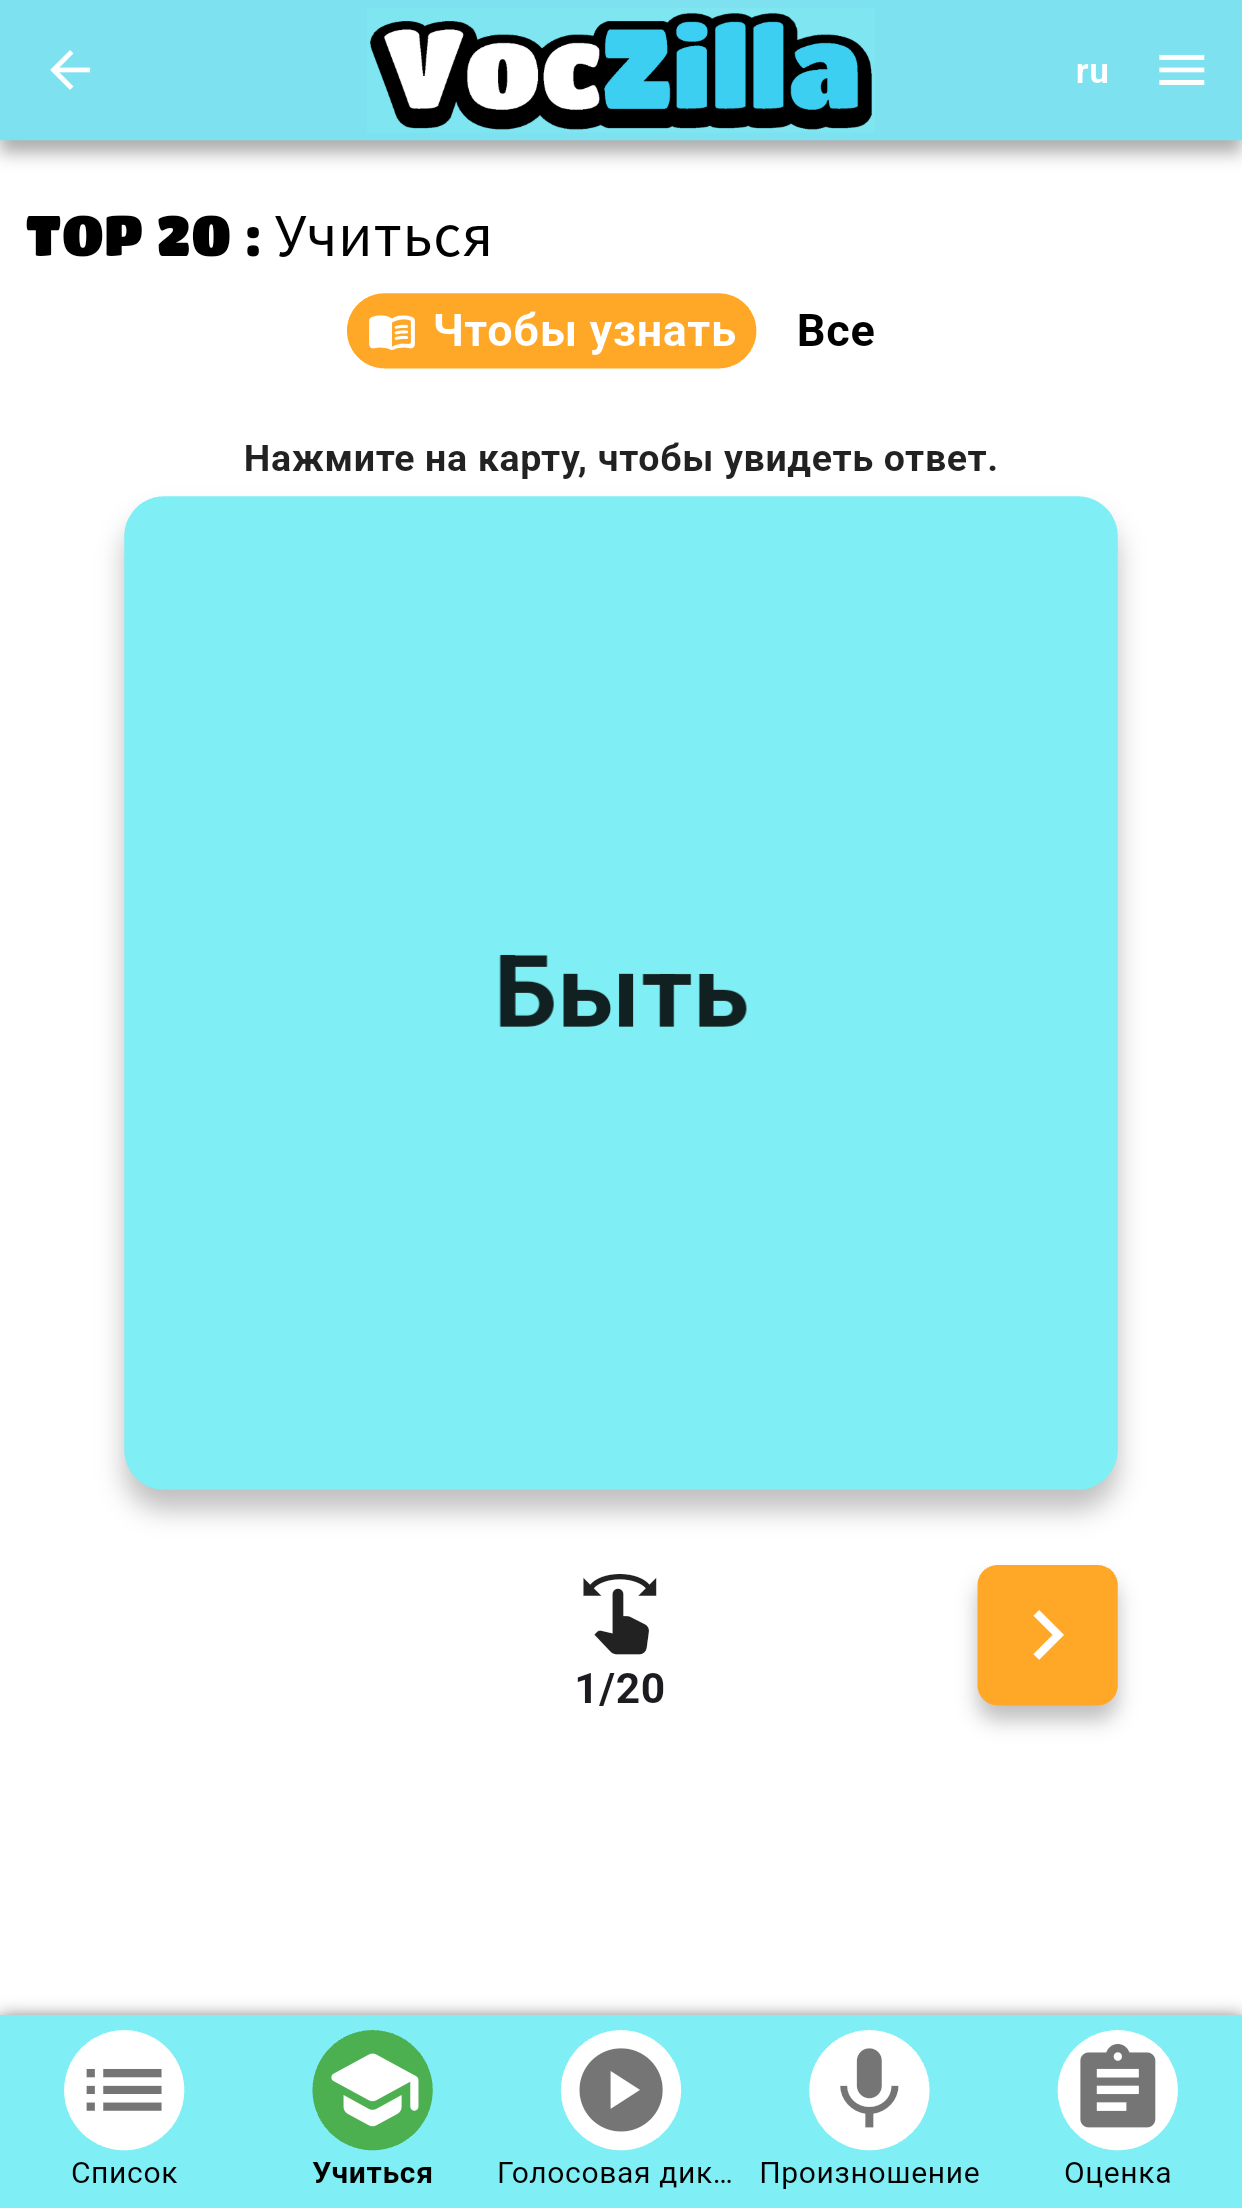 VocZilla
ru
TOP 20 : Учиться
Чтобы узнать
Все
Нажмите на карту, чтобы увидеть ответ.
Быть
1/20
Список
Учиться
Голосовая дик...
Произношение
Оценка